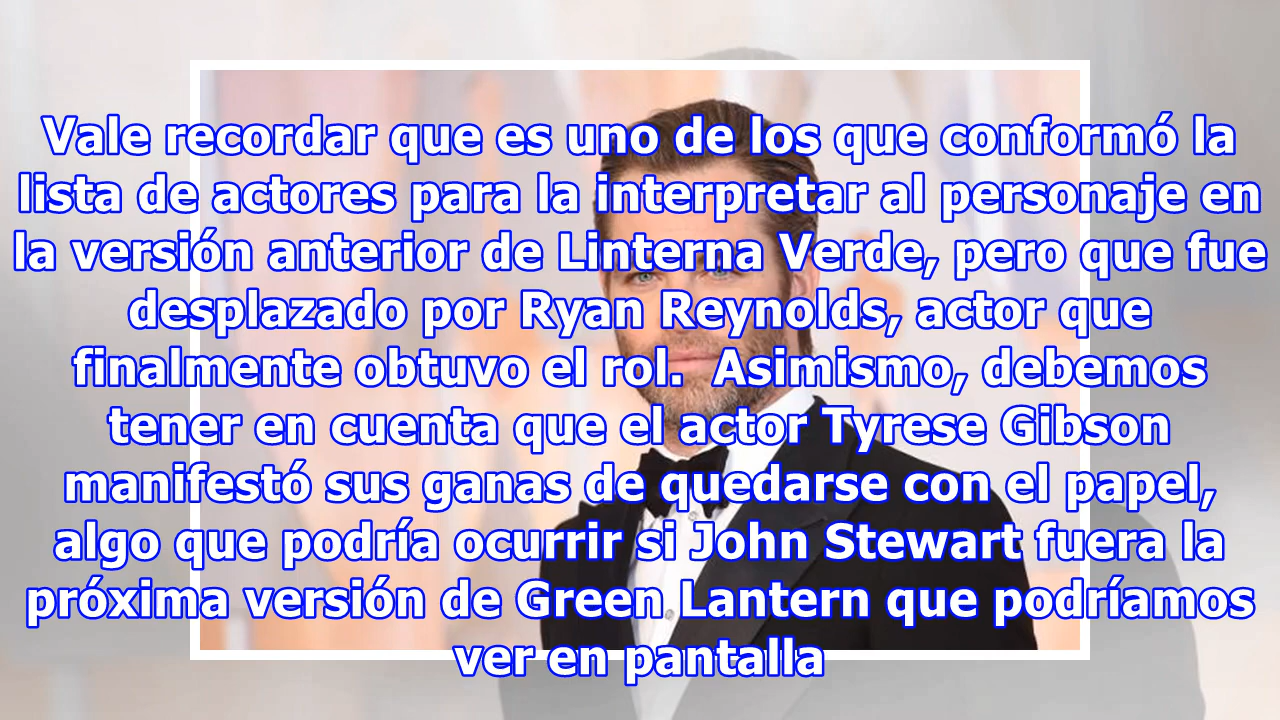 Vale recordar que es uno de los que conformó la
lista de actores para la interpretar al personaje en
la versión anterior de Linterna Verde, pero que fue
desplazado por Ryan Reynolds, actor que
finalmente obtuvo el rol.  Asimismo, debemos
tener en cuenta que el actor Tyrese Gibson
manifestó sus ganas de quedarse con el papel,
algo que podría ocurrir si John Stewart fuera la
próxima versión de Green Lantern que podríamos
ver en pantalla